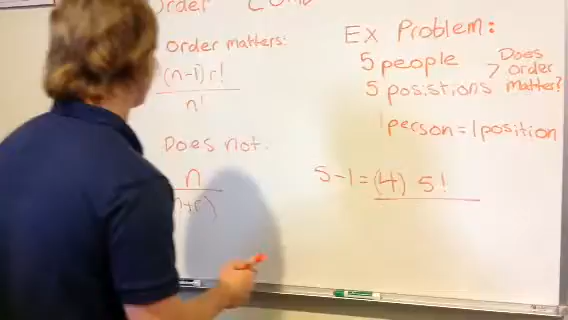 Order Comb
Order matters:
(n-1)r!
n!
Does not:
n
(n+r)
Ex Problem:
5 people
5 posistions
> Does
order
matter?
1 person = 1 position
5-1=(4) 5!